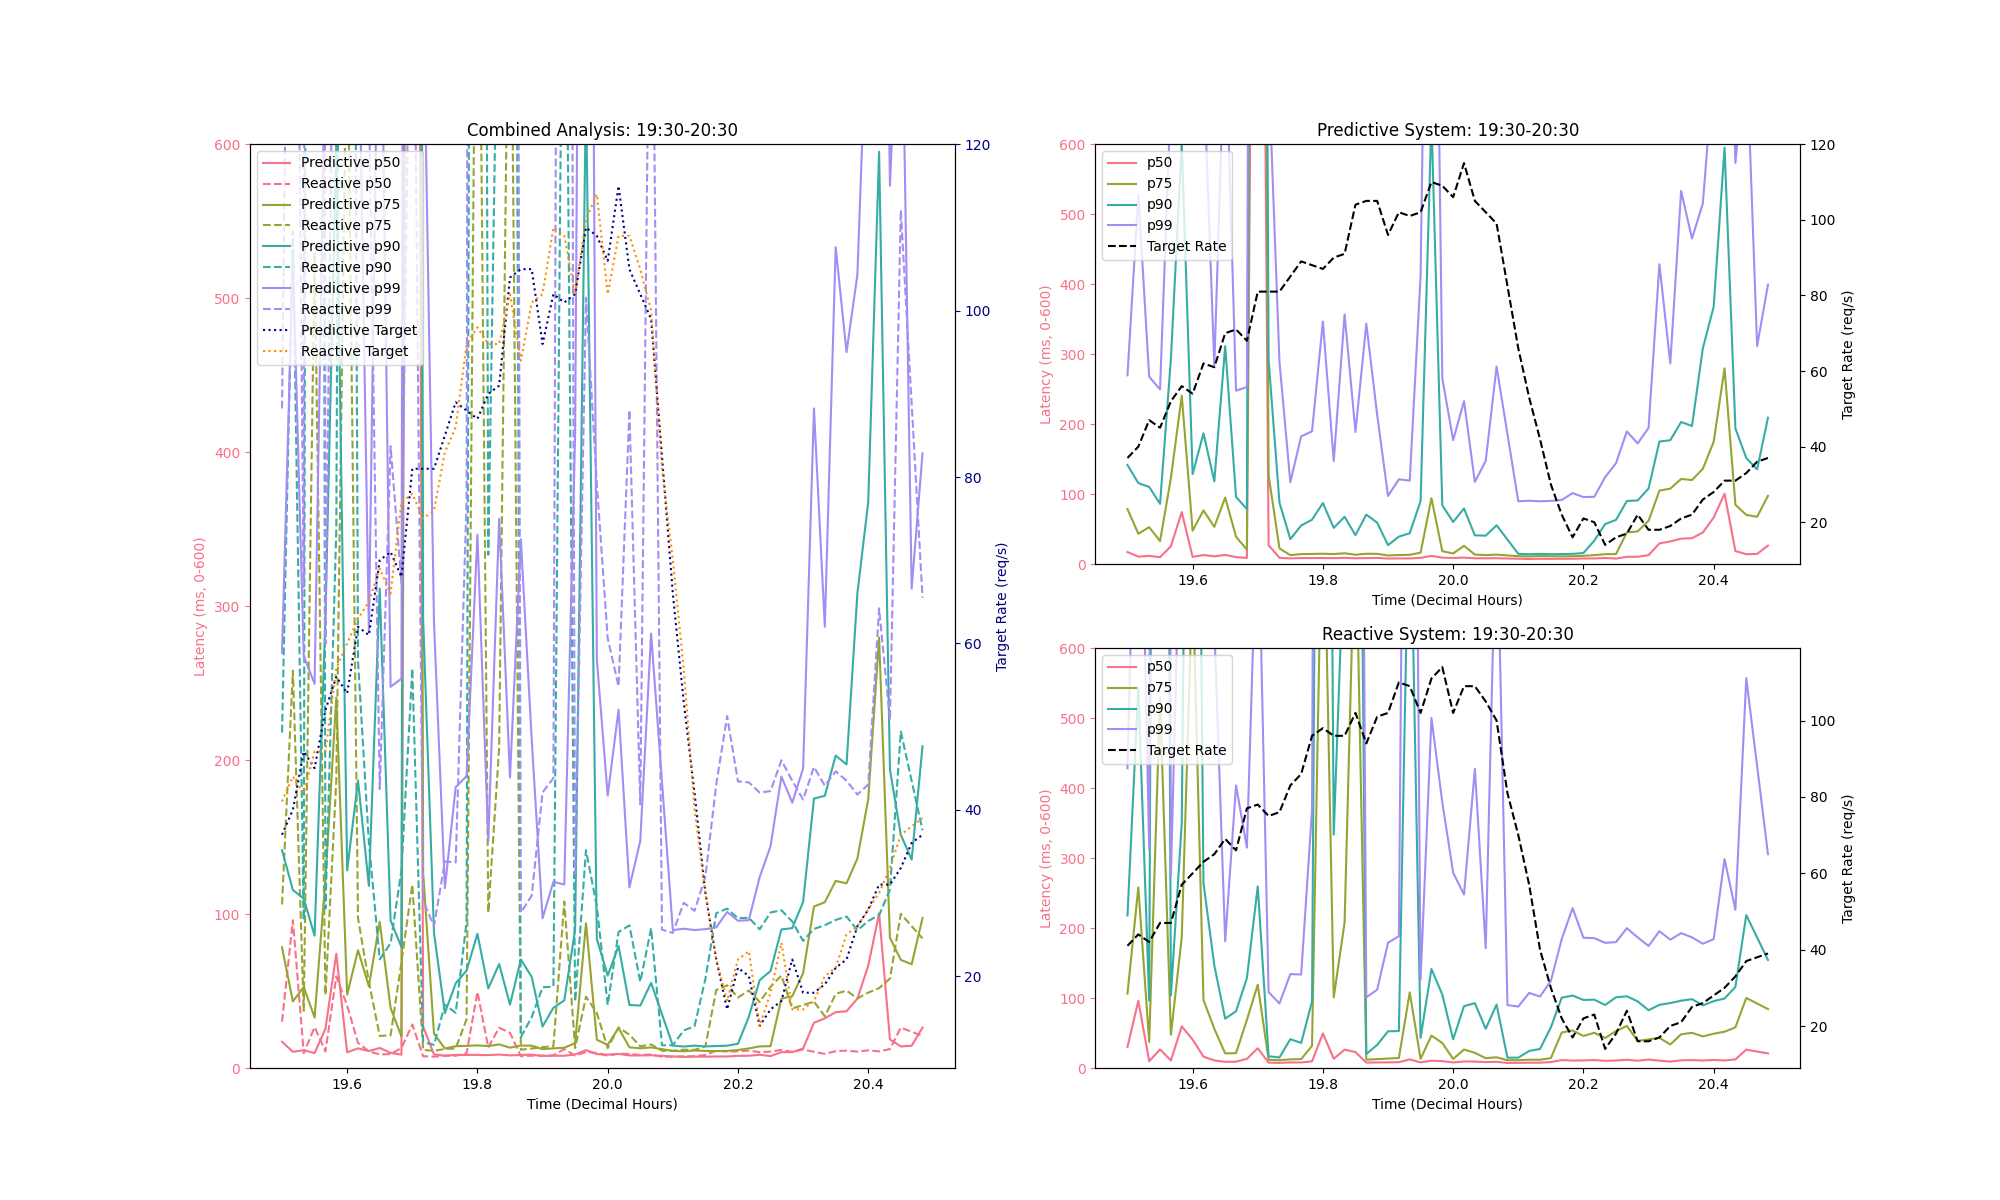 Combined Analysis: 19:30-20:30
600
500
400
300
200
100
0
Latency (ms, 0-600)
Predictive p50
Reactive p50
Predictive p75
Reactive p75
Predictive p90
Reactive p90
Predictive p99
Reactive p99
Predictive Target
Reactive Target
120
100
80
60
40
20
Target Rate (req/s)
19.6 19.8 20.0 20.2 20.4
Time (Decimal Hours)
Predictive System: 19:30-20:30
600
500
400
300
200
100
0
Latency (ms, 0-600)
p50
p75
p90
p99
Target Rate
120
100
80
60
40
20
Target Rate (req/s)
19.6 19.8 20.0 20.2 20.4
Time (Decimal Hours)
Reactive System: 19:30-20:30
600
500
400
300
200
100
0
Latency (ms, 0-600)
p50
p75
p90
p99
Target Rate
100
80
60
40
20
Target Rate (req/s)
19.6 19.8 20.0 20.2 20.4
Time (Decimal Hours)